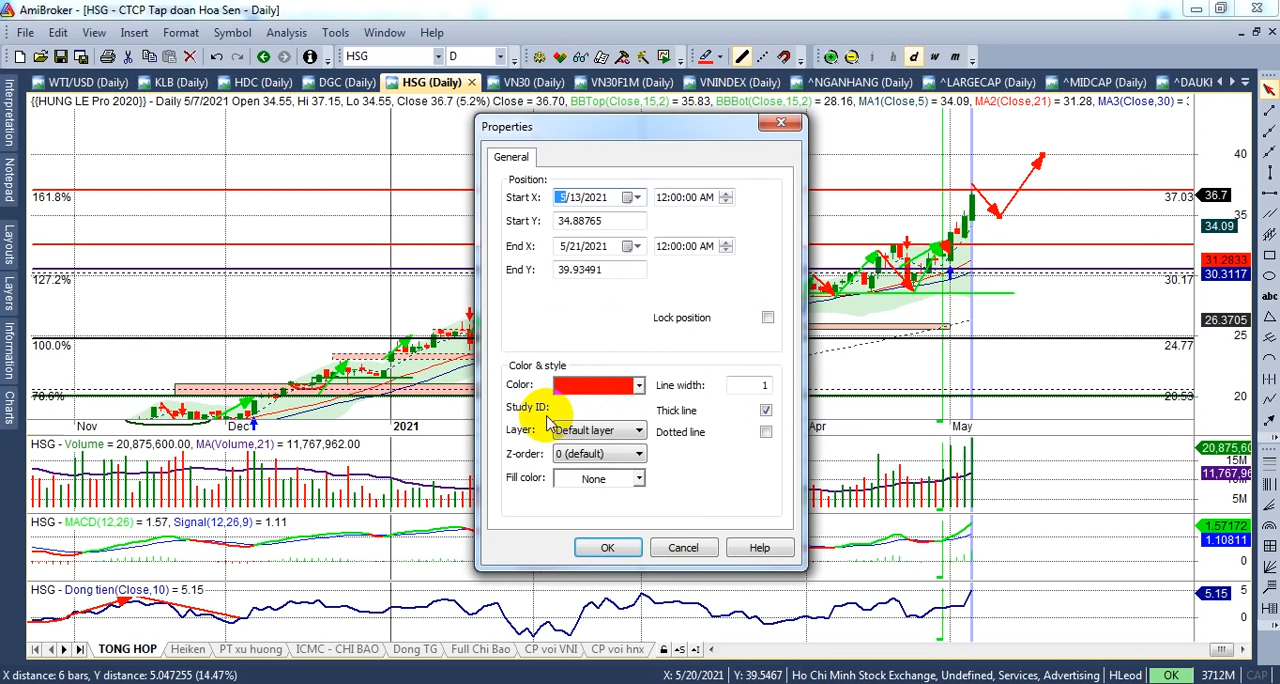 AmiBroker - [HSG - CTCP Tap doan Hoa Sen - Daily]
File Edit View Insert Format Symbol Analysis Tools Window Help
HSG D i h d w m
WTI/USD (Daily) KLB (Daily) HDC (Daily) DGC (Daily) HSG (Daily) VN30 (Daily) VN30F1M (Daily) VNINDEX (Daily) ^NGANHANG (Daily) ^LARGECAP (Daily) ^MIDCAP (Daily) ^DAUKI
{{HUNG LE Pro 2020}} - Daily 5/7/2021 Open 34.55, Hi 37.15, Lo 34.55, Close 36.7 (5.2%) Close = 36.70, BBTop(Close,15,2) = 35.83, BBBot(Close,15,2) = 28.16, MA1(Close,5) = 34.09, MA2(Close,21) = 31.28, MA3(Close,30) =
Interpretation
Notepad
Layouts
Layers
Information
Charts
Properties
General
Position:
Start X: 5/13/2021 12:00:00 AM
Start Y: 34.88765
End X: 5/21/2021 12:00:00 AM
End Y: 39.93491
Lock position
Color & style
Color: Line width: 1
Study ID: Thick line
Layer: Default layer Dotted line
Z-order: 0 (default)
Fill color: None
OK Cancel Help
161.8%
127.2%
100.0%
78.6%
40
37.03 36.7
35
34.09
31.2833
30.3117
30.17
26.3705
25
24.77
20.53
20
Nov Dec 2021 Apr May
HSG - Volume = 20,875,600.00, MA(Volume,21) = 11,767,962.00
20,875,60
15M
11,767,96
5M
HSG - MACD(12,26) = 1.57, Signal(12,26,9) = 1.11
1.57172
1.10811
0
HSG - Dong tien(Close,10) = 5.15
5
5.15
0
TONG HOP Heiken PT xu huong ICMC - CHI BAO Dong TG Full Chi Bao CP voi VNI CP voi hnx
abc
X distance: 6 bars, Y distance: 5.047255 (14.47%) X: 5/20/2021 Y: 39.5467 Ho Chi Minh Stock Exchange, Undefined, Services, Advertising HLeod OK 3712M CAP